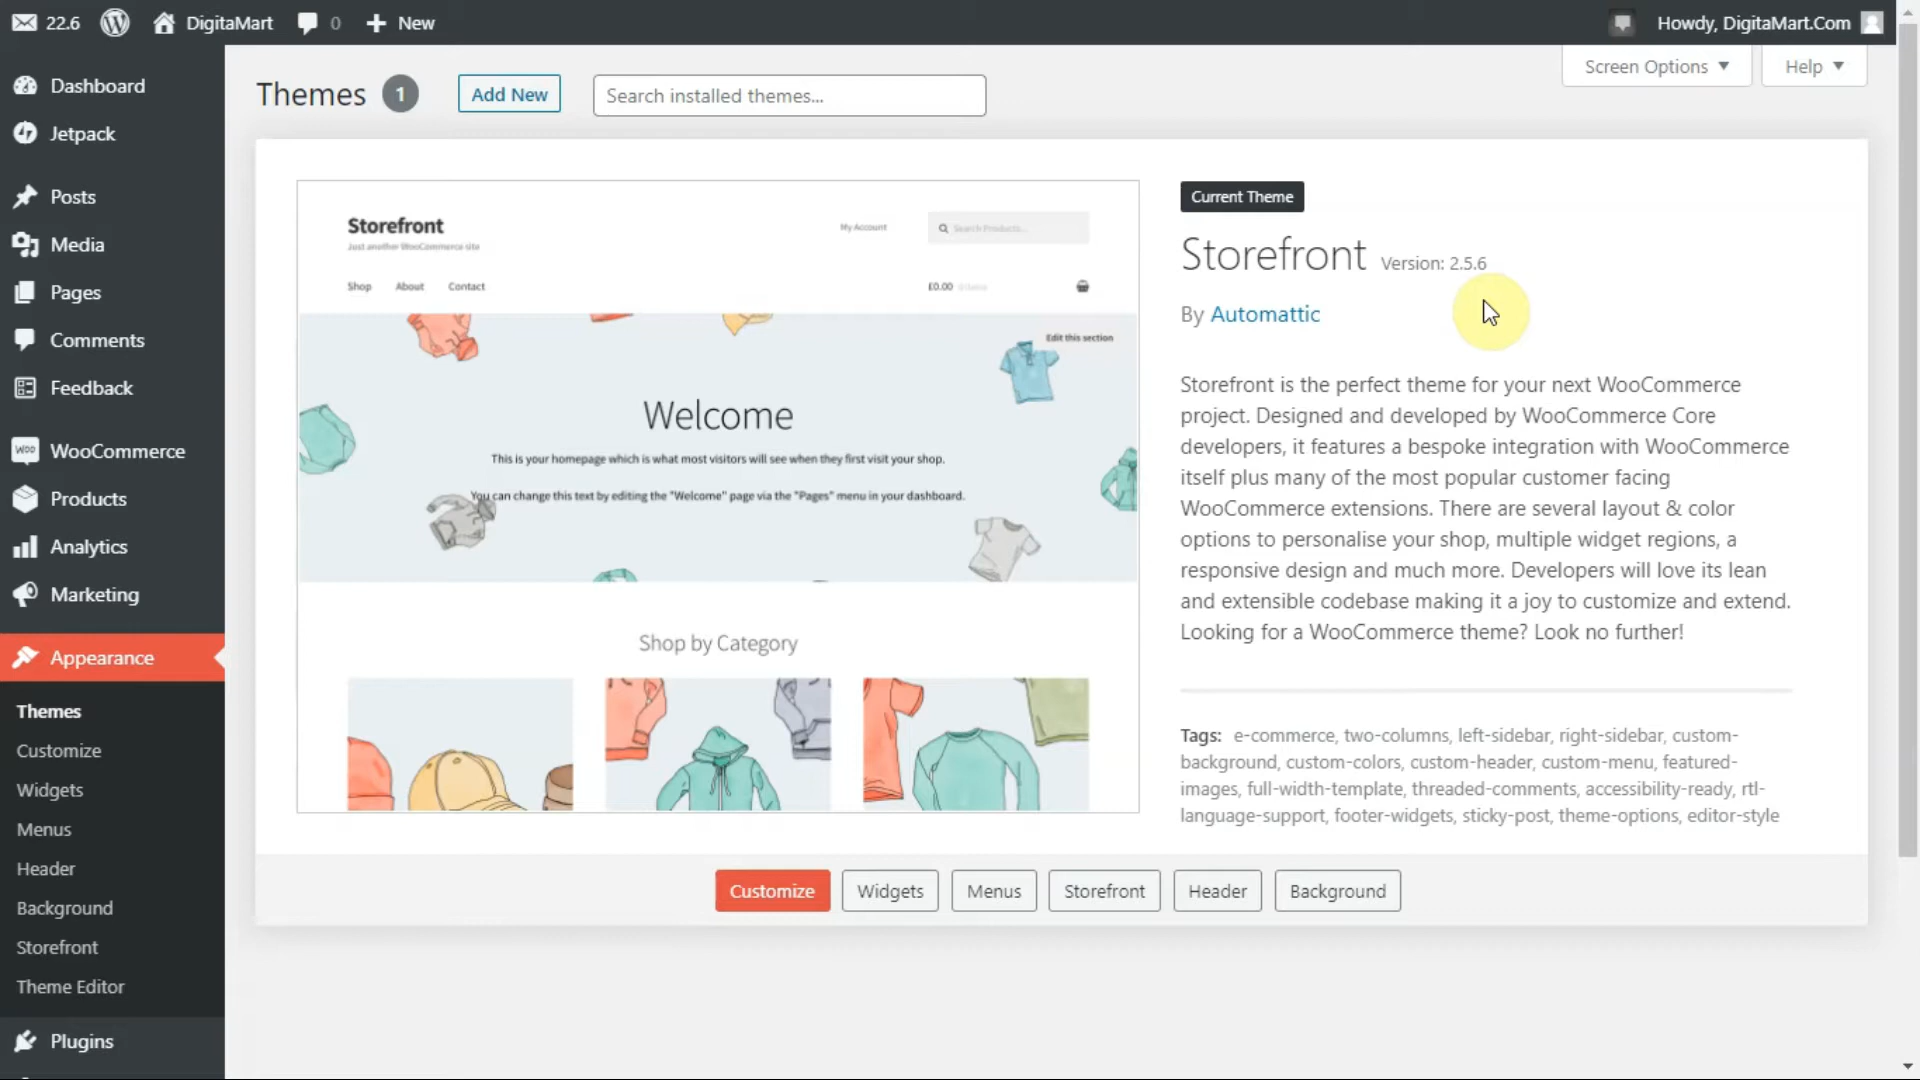 22.6 DigitaMart 0 + New Howdy, DigitaMart.Com
Screen Options ▼ Help ▼
Dashboard
Jetpack
Posts
Media
Pages
Comments
Feedback
WooCommerce
Products
Analytics
Marketing
Appearance
Themes
Customize
Widgets
Menus
Header
Background
Storefront
Theme Editor
Plugins
Themes 1 Add New Search installed themes...
Storefront
Just another WooCommerce site
My Account Search Products...
Shop About Contact
£0.00 0 items
Edit this section
Welcome
This is your homepage which is what most visitors will see when they first visit your shop.
You can change this text by editing the "Welcome" page via the "Pages" menu in your dashboard.
Shop by Category
Current Theme
Storefront Version: 2.5.6
By Automattic
Storefront is the perfect theme for your next WooCommerce
project. Designed and developed by WooCommerce Core
developers, it features a bespoke integration with WooCommerce
itself plus many of the most popular customer facing
WooCommerce extensions. There are several layout & color
options to personalise your shop, multiple widget regions, a
responsive design and much more. Developers will love its lean
and extensible codebase making it a joy to customize and extend.
Looking for a WooCommerce theme? Look no further!
Tags: e-commerce, two-columns, left-sidebar, right-sidebar, custom-
background, custom-colors, custom-header, custom-menu, featured-
images, full-width-template, threaded-comments, accessibility-ready, rtl-
language-support, footer-widgets, sticky-post, theme-options, editor-style
Customize Widgets Menus Storefront Header Background